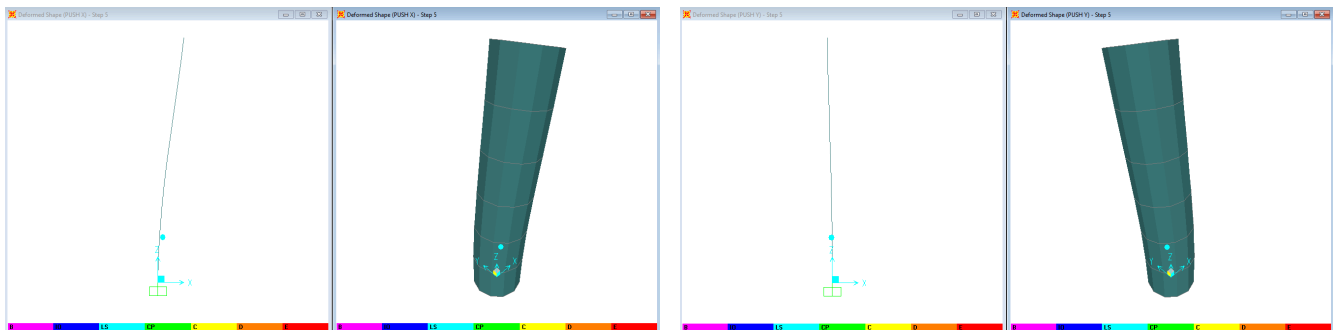 Deformed Shape (PUSH X) - Step 5
Deformed Shape (PUSH X) - Step 5
Deformed Shape (PUSH Y) - Step 5
Deformed Shape (PUSH Y) - Step 5
Z
X
Z
Y X
Z
X
Z
Y X
B LS CP C D E
B LS CP C D E
B LS CP C D E
B LS CP C D E